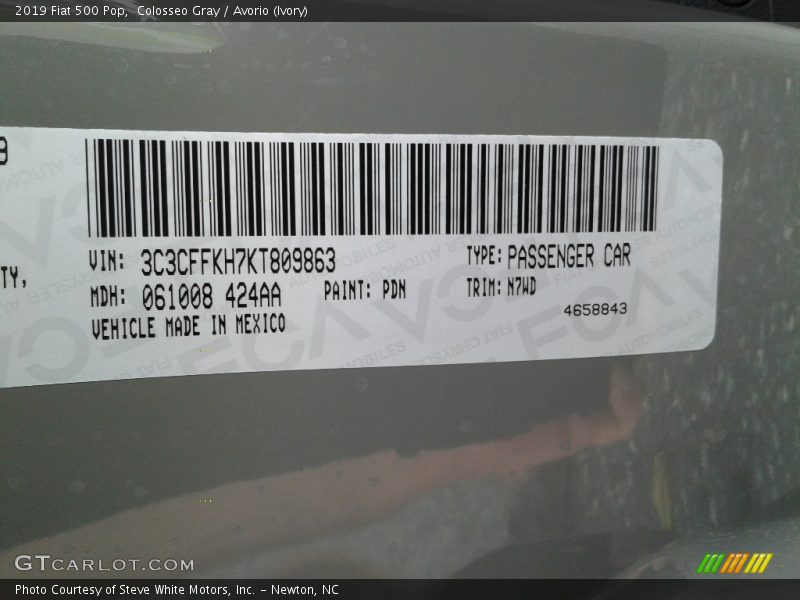 2019 Fiat 500 Pop, Colosseo Gray / Avorio (Ivory)
VIN: 3C3CFFKH7KT809863 TYPE: PASSENGER CAR
TY, MDH: 061008 424AA PAINT: PDN TRIM: N7WD
VEHICLE MADE IN MEXICO 4658843
GTCARLOT.COM
Photo Courtesy of Steve White Motors, Inc. – Newton, NC